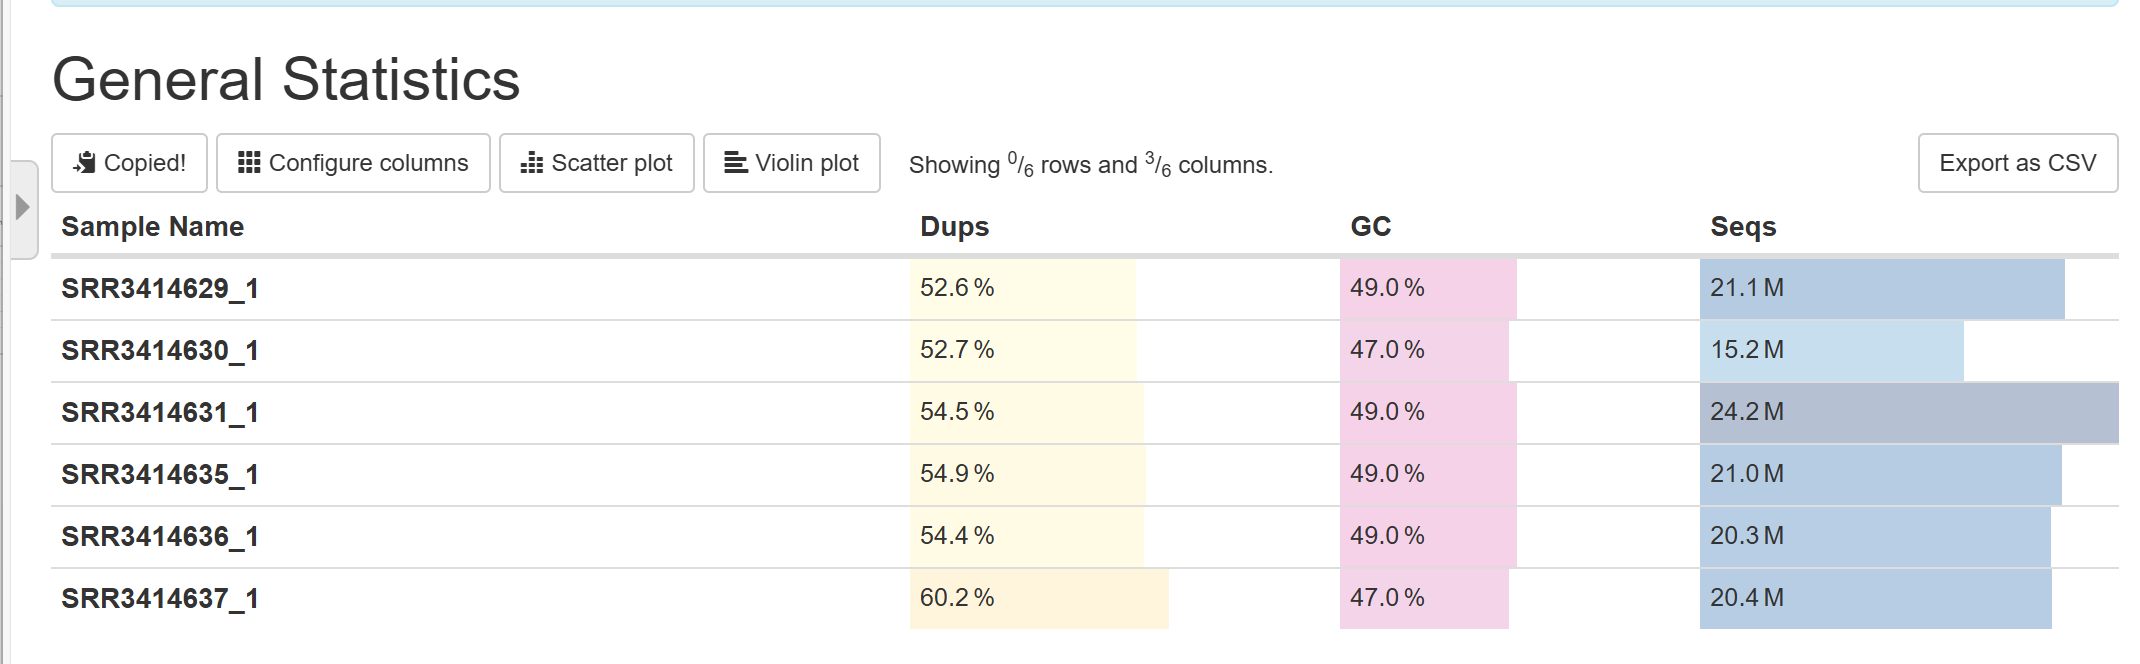 General Statistics
Copied! Configure columns Scatter plot Violin plot Showing 0/6 rows and 3/6 columns. Export as CSV
Sample Name Dups GC Seqs
SRR3414629_1 52.6 % 49.0 % 21.1 M
SRR3414630_1 52.7 % 47.0 % 15.2 M
SRR3414631_1 54.5 % 49.0 % 24.2 M
SRR3414635_1 54.9 % 49.0 % 21.0 M
SRR3414636_1 54.4 % 49.0 % 20.3 M
SRR3414637_1 60.2 % 47.0 % 20.4 M